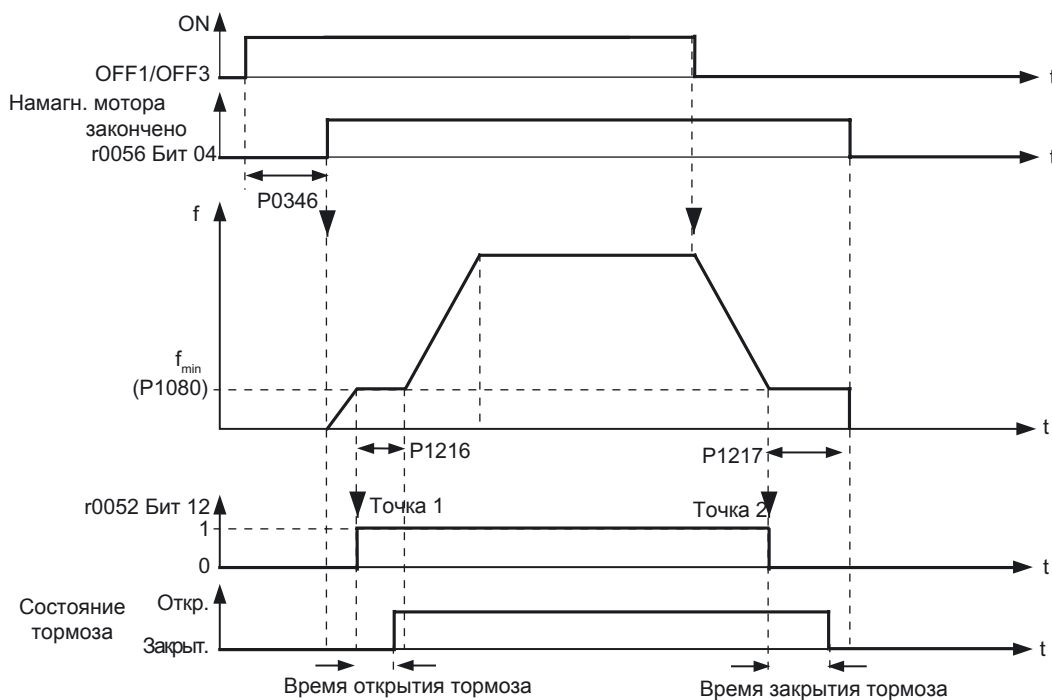 ON
OFF1/OFF3
t
Намагн. мотора
закончено
r0056 Бит 04
t
P0346
f
fmin
(P1080)
t
P1216
P1217
r0052 Бит 12
Точка 1
Точка 2
1
0
t
Состояние
тормоза
Откр.
Закрыт.
t
Время открытия тормоза
Время закрытия тормоза